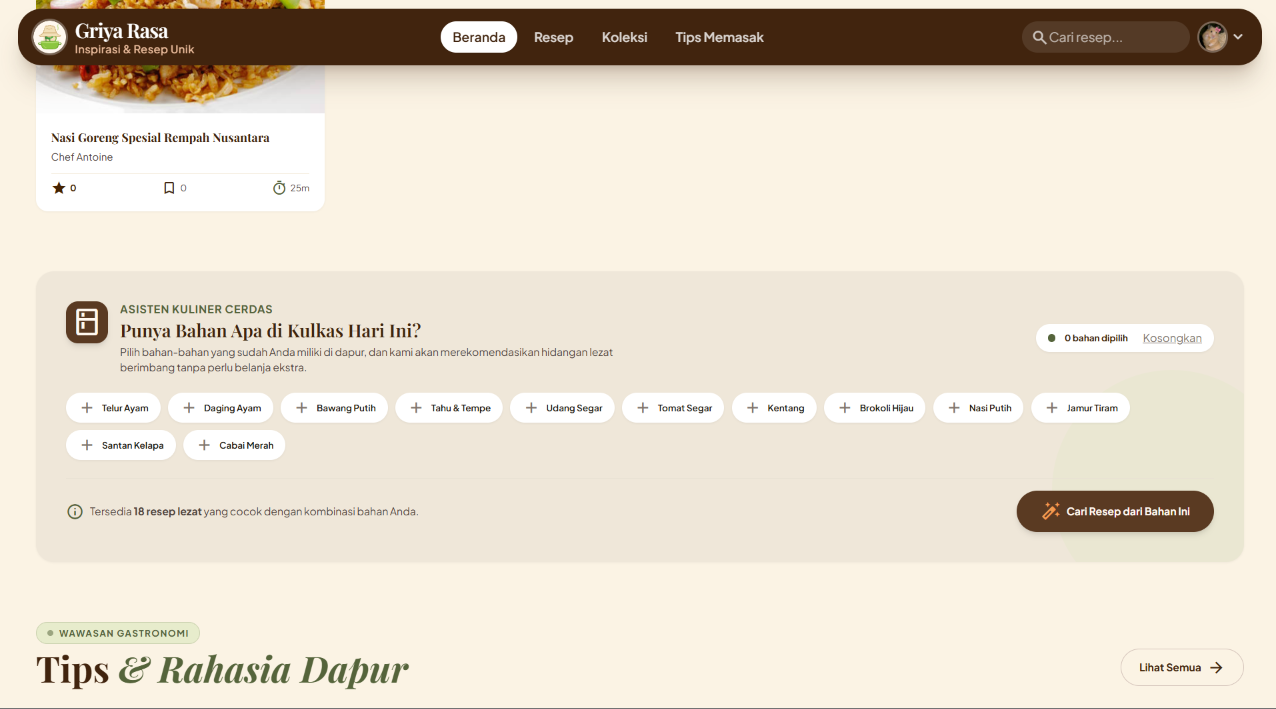 Griya Rasa
Inspirasi & Resep Unik
Beranda
Resep
Koleksi
Tips Memasak
Cari resep...
Nasi Goreng Spesial Rempah Nusantara
Chef Antoine
0
0
25m
ASISTEN KULINER CERDAS
Punya Bahan Apa di Kulkas Hari Ini?
Pilih bahan-bahan yang sudah Anda miliki di dapur, dan kami akan merekomendasikan hidangan lezat
berimbang tanpa perlu belanja ekstra.
0 bahan dipilih
Kosongkan
Telur Ayam
Daging Ayam
Bawang Putih
Tahu & Tempe
Udang Segar
Tomat Segar
Kentang
Brokoli Hijau
Nasi Putih
Jamur Tiram
Santan Kelapa
Cabai Merah
Tersedia 18 resep lezat yang cocok dengan kombinasi bahan Anda.
Cari Resep dari Bahan Ini
WAWASAN GASTRONOMI
Tips & Rahasia Dapur
Lihat Semua